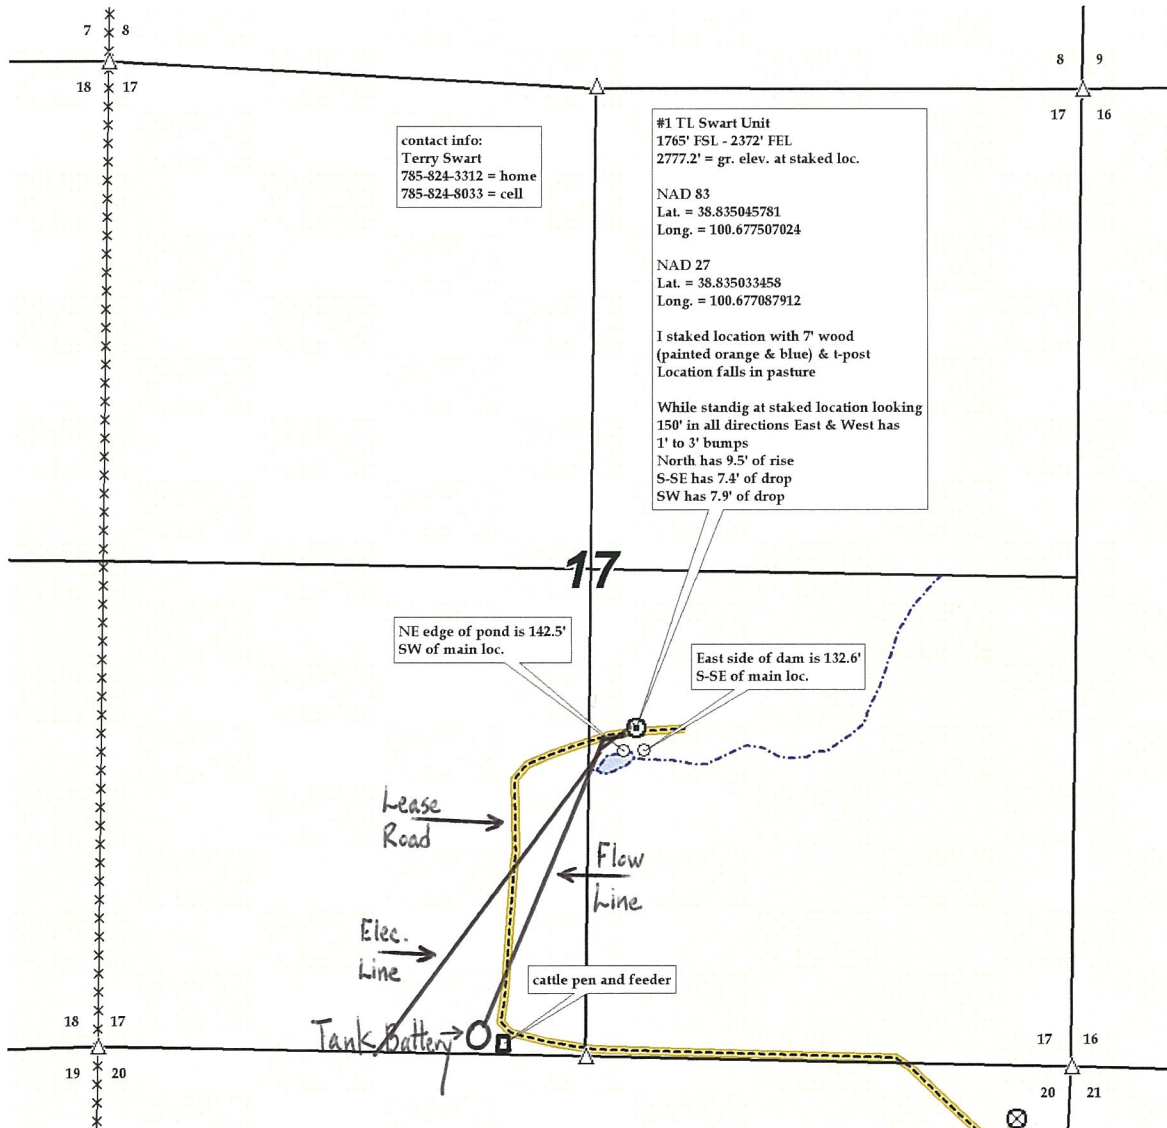 7 8
8 9
18 17
17 16
contact info:
Terry Swart
785-824-3312 = home
785-824-8033 = cell
#1 TL Swart Unit
1765' FSL - 2372' FEL
2777.2' = gr. elev. at staked loc.
NAD 83
Lat. = 38.835045781
Long. = 100.677507024
NAD 27
Lat. = 38.835033458
Long. = 100.677087912
I staked location with 7' wood
(painted orange & blue) & t-post
Location falls in pasture
While standig at staked location looking
150' in all directions East & West has
1' to 3' bumps
North has 9.5' of rise
S-SE has 7.4' of drop
SW has 7.9' of drop
17
NE edge of pond is 142.5'
SW of main loc.
East side of dam is 132.6'
S-SE of main loc.
Lease
Road
Flow
Line
Elec.
Line
cattle pen and feeder
Tank Battery
18 17
17 16
19 20
20 21